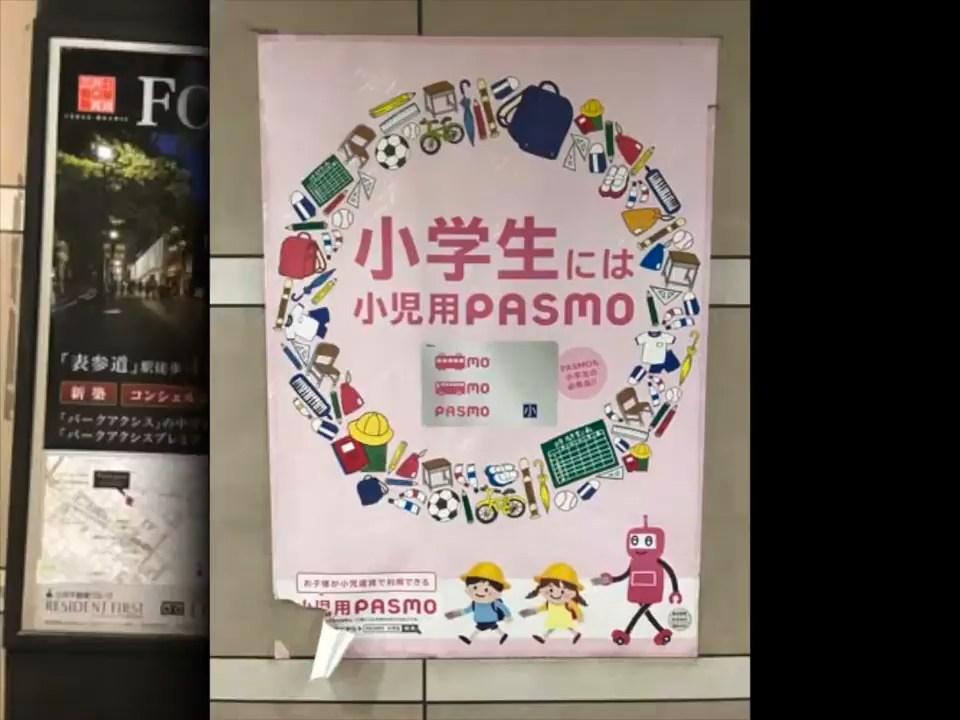 FO
「表参道」駅徒歩
新築
コンシェル
「パークアクシス」の中
「パークアクシスプレミア
RESIDENT FIRST
小学生には
小児用PASMO
MO
MO
PASMO
小
PASMOも
小学生の
必需品!!
お子様が小児運賃で利用できる
小児用PASMO